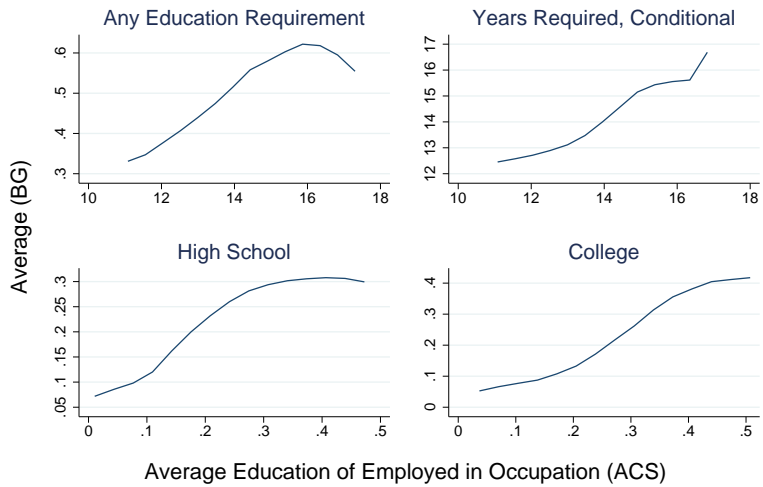 Any Education Requirement
Years Required, Conditional
.3 .4 .5 .6
10 12 14 16 18
12 13 14 15 16 17
10 12 14 16 18
High School
College
.05 .1 .15 .2 .25 .3
0 .1 .2 .3 .4 .5
0 .1 .2 .3 .4
0 .1 .2 .3 .4 .5
Average (BG)
Average Education of Employed in Occupation (ACS)